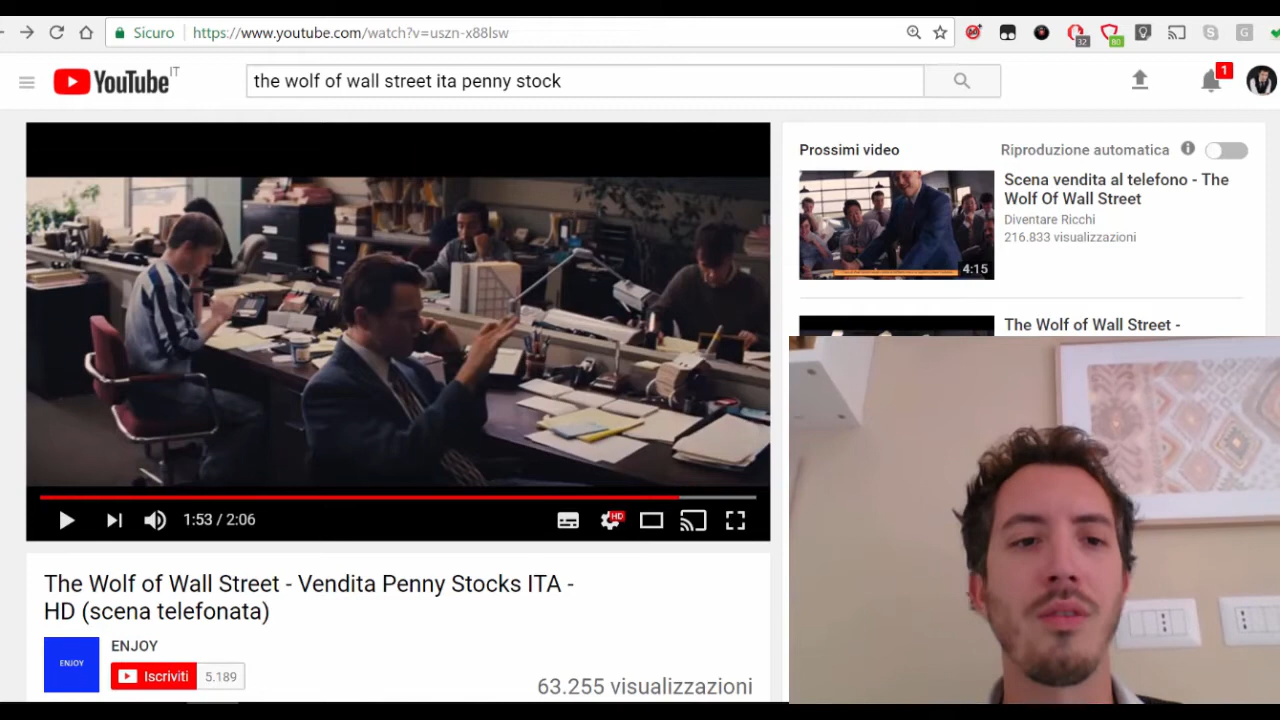 Sicuro
https://www.youtube.com/watch?v=uszn-x88lsw
32
80
YouTube IT
the wolf of wall street ita penny stock
1
Prossimi video
Riproduzione automatica
Scena vendita al telefono - The
Wolf Of Wall Street
Diventare Ricchi
216.833 visualizzazioni
4:15
The Wolf of Wall Street -
1:53 / 2:06
HD
The Wolf of Wall Street - Vendita Penny Stocks ITA -
HD (scena telefonata)
ENJOY
ENJOY
Iscriviti
5.189
63.255 visualizzazioni